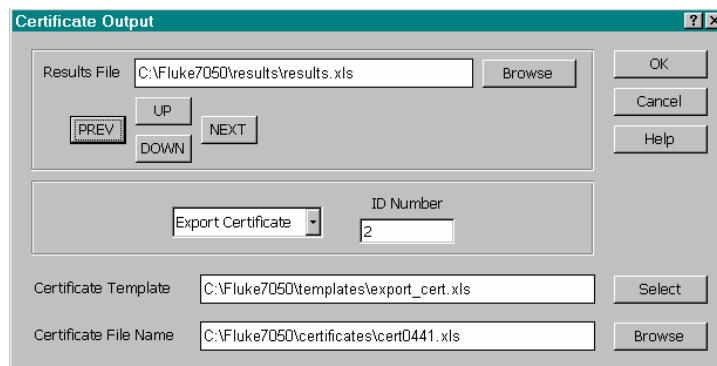 Certificate Output
? X
Results File C:\Fluke7050\results\results.xls Browse
OK
UP
PREV NEXT
DOWN
Cancel
Help
Export Certificate
ID Number
2
Certificate Template C:\Fluke7050\templates\export_cert.xls Select
Certificate File Name C:\Fluke7050\certificates\cert0441.xls Browse